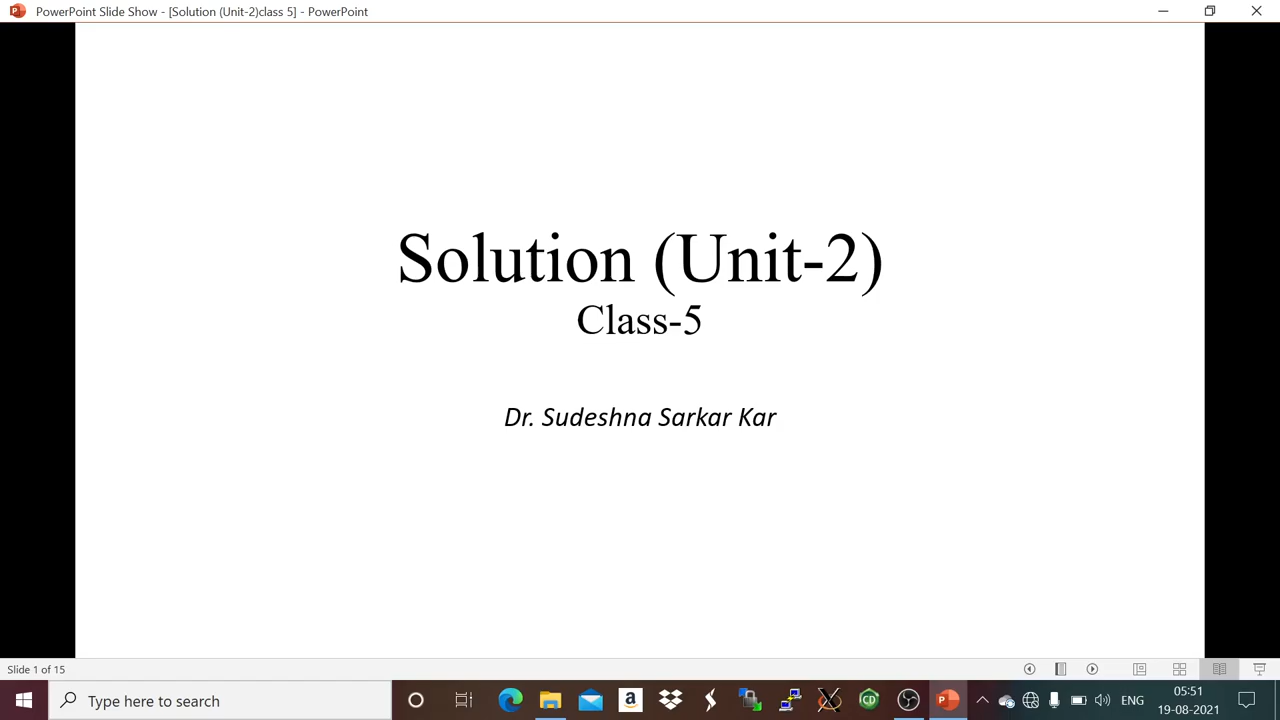 PowerPoint Slide Show - [Solution (Unit-2)class 5] - PowerPoint
Solution (Unit-2)
Class-5
Dr. Sudeshna Sarkar Kar
Slide 1 of 15
Type here to search
ENG
05:51
19-08-2021